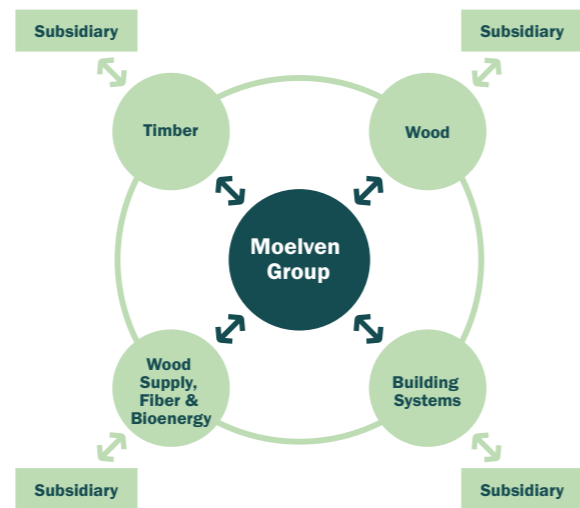 Subsidiary
Subsidiary
Timber
Wood
Moelven
Group
Wood
Supply,
Fiber &
Bioenergy
Building
Systems
Subsidiary
Subsidiary